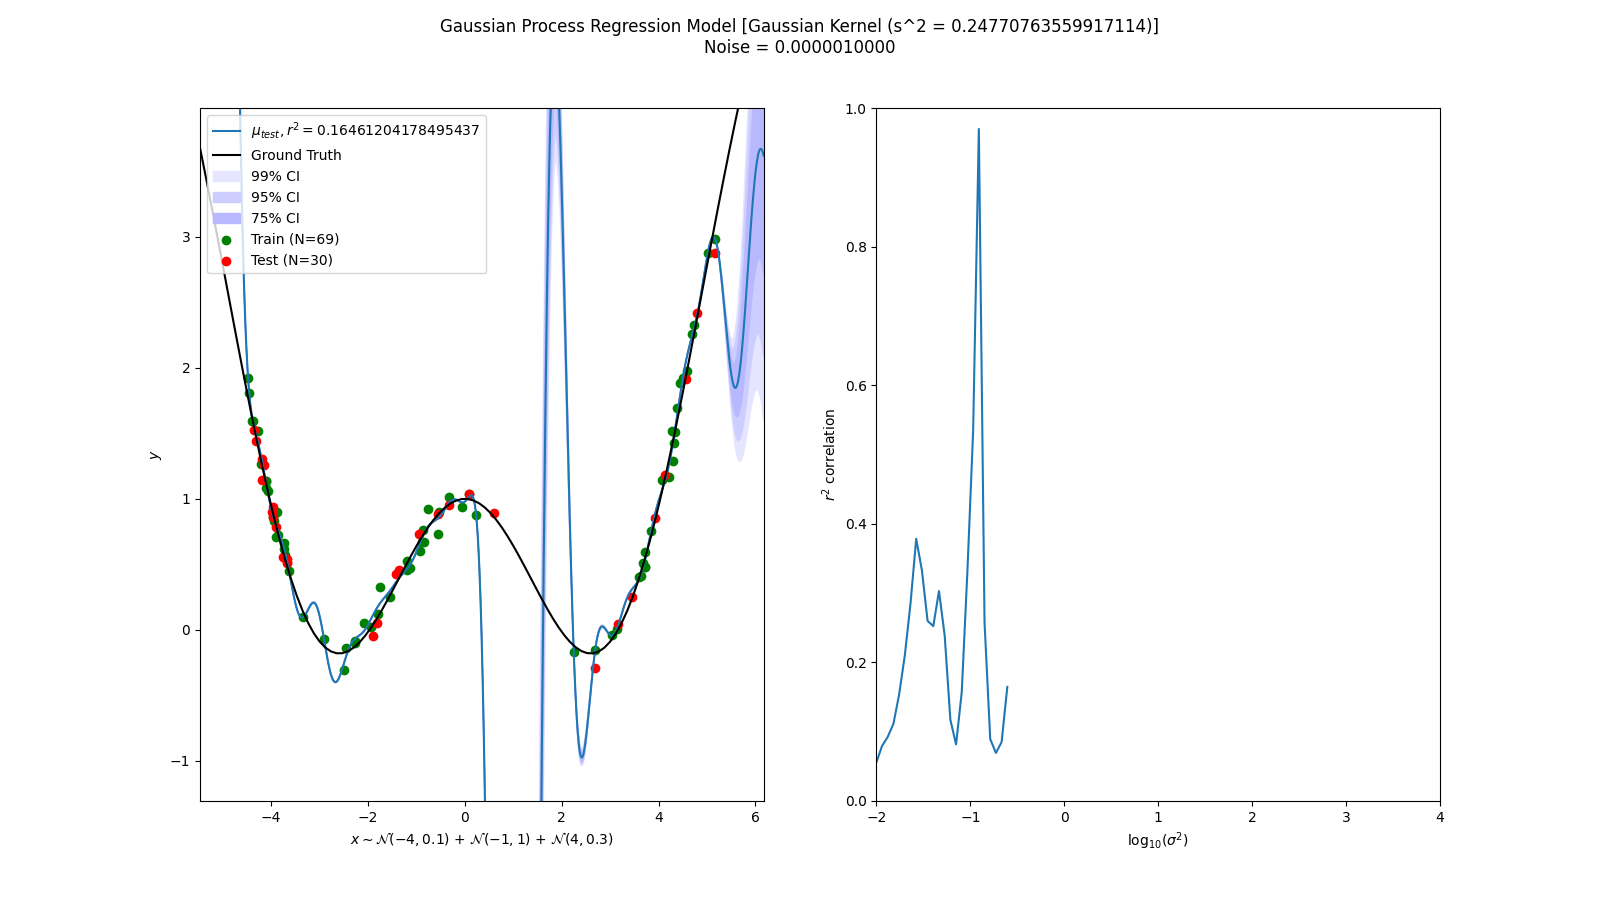 Gaussian Process Regression Model [Gaussian Kernel (s^2 = 0.24770763559917114)]
Noise = 0.0000010000
μ_test, r² = 0.16461204178495437
Ground Truth
99% CI
95% CI
75% CI
Train (N=69)
Test (N=30)
3
2
1
0
−1
y
−4 −2 0 2 4 6
x ~ 𝒩(−4, 0.1) + 𝒩(−1, 1) + 𝒩(4, 0.3)
1.0
0.8
0.6
0.4
0.2
0.0
r² correlation
−2 −1 0 1 2 3 4
log₁₀(σ²)